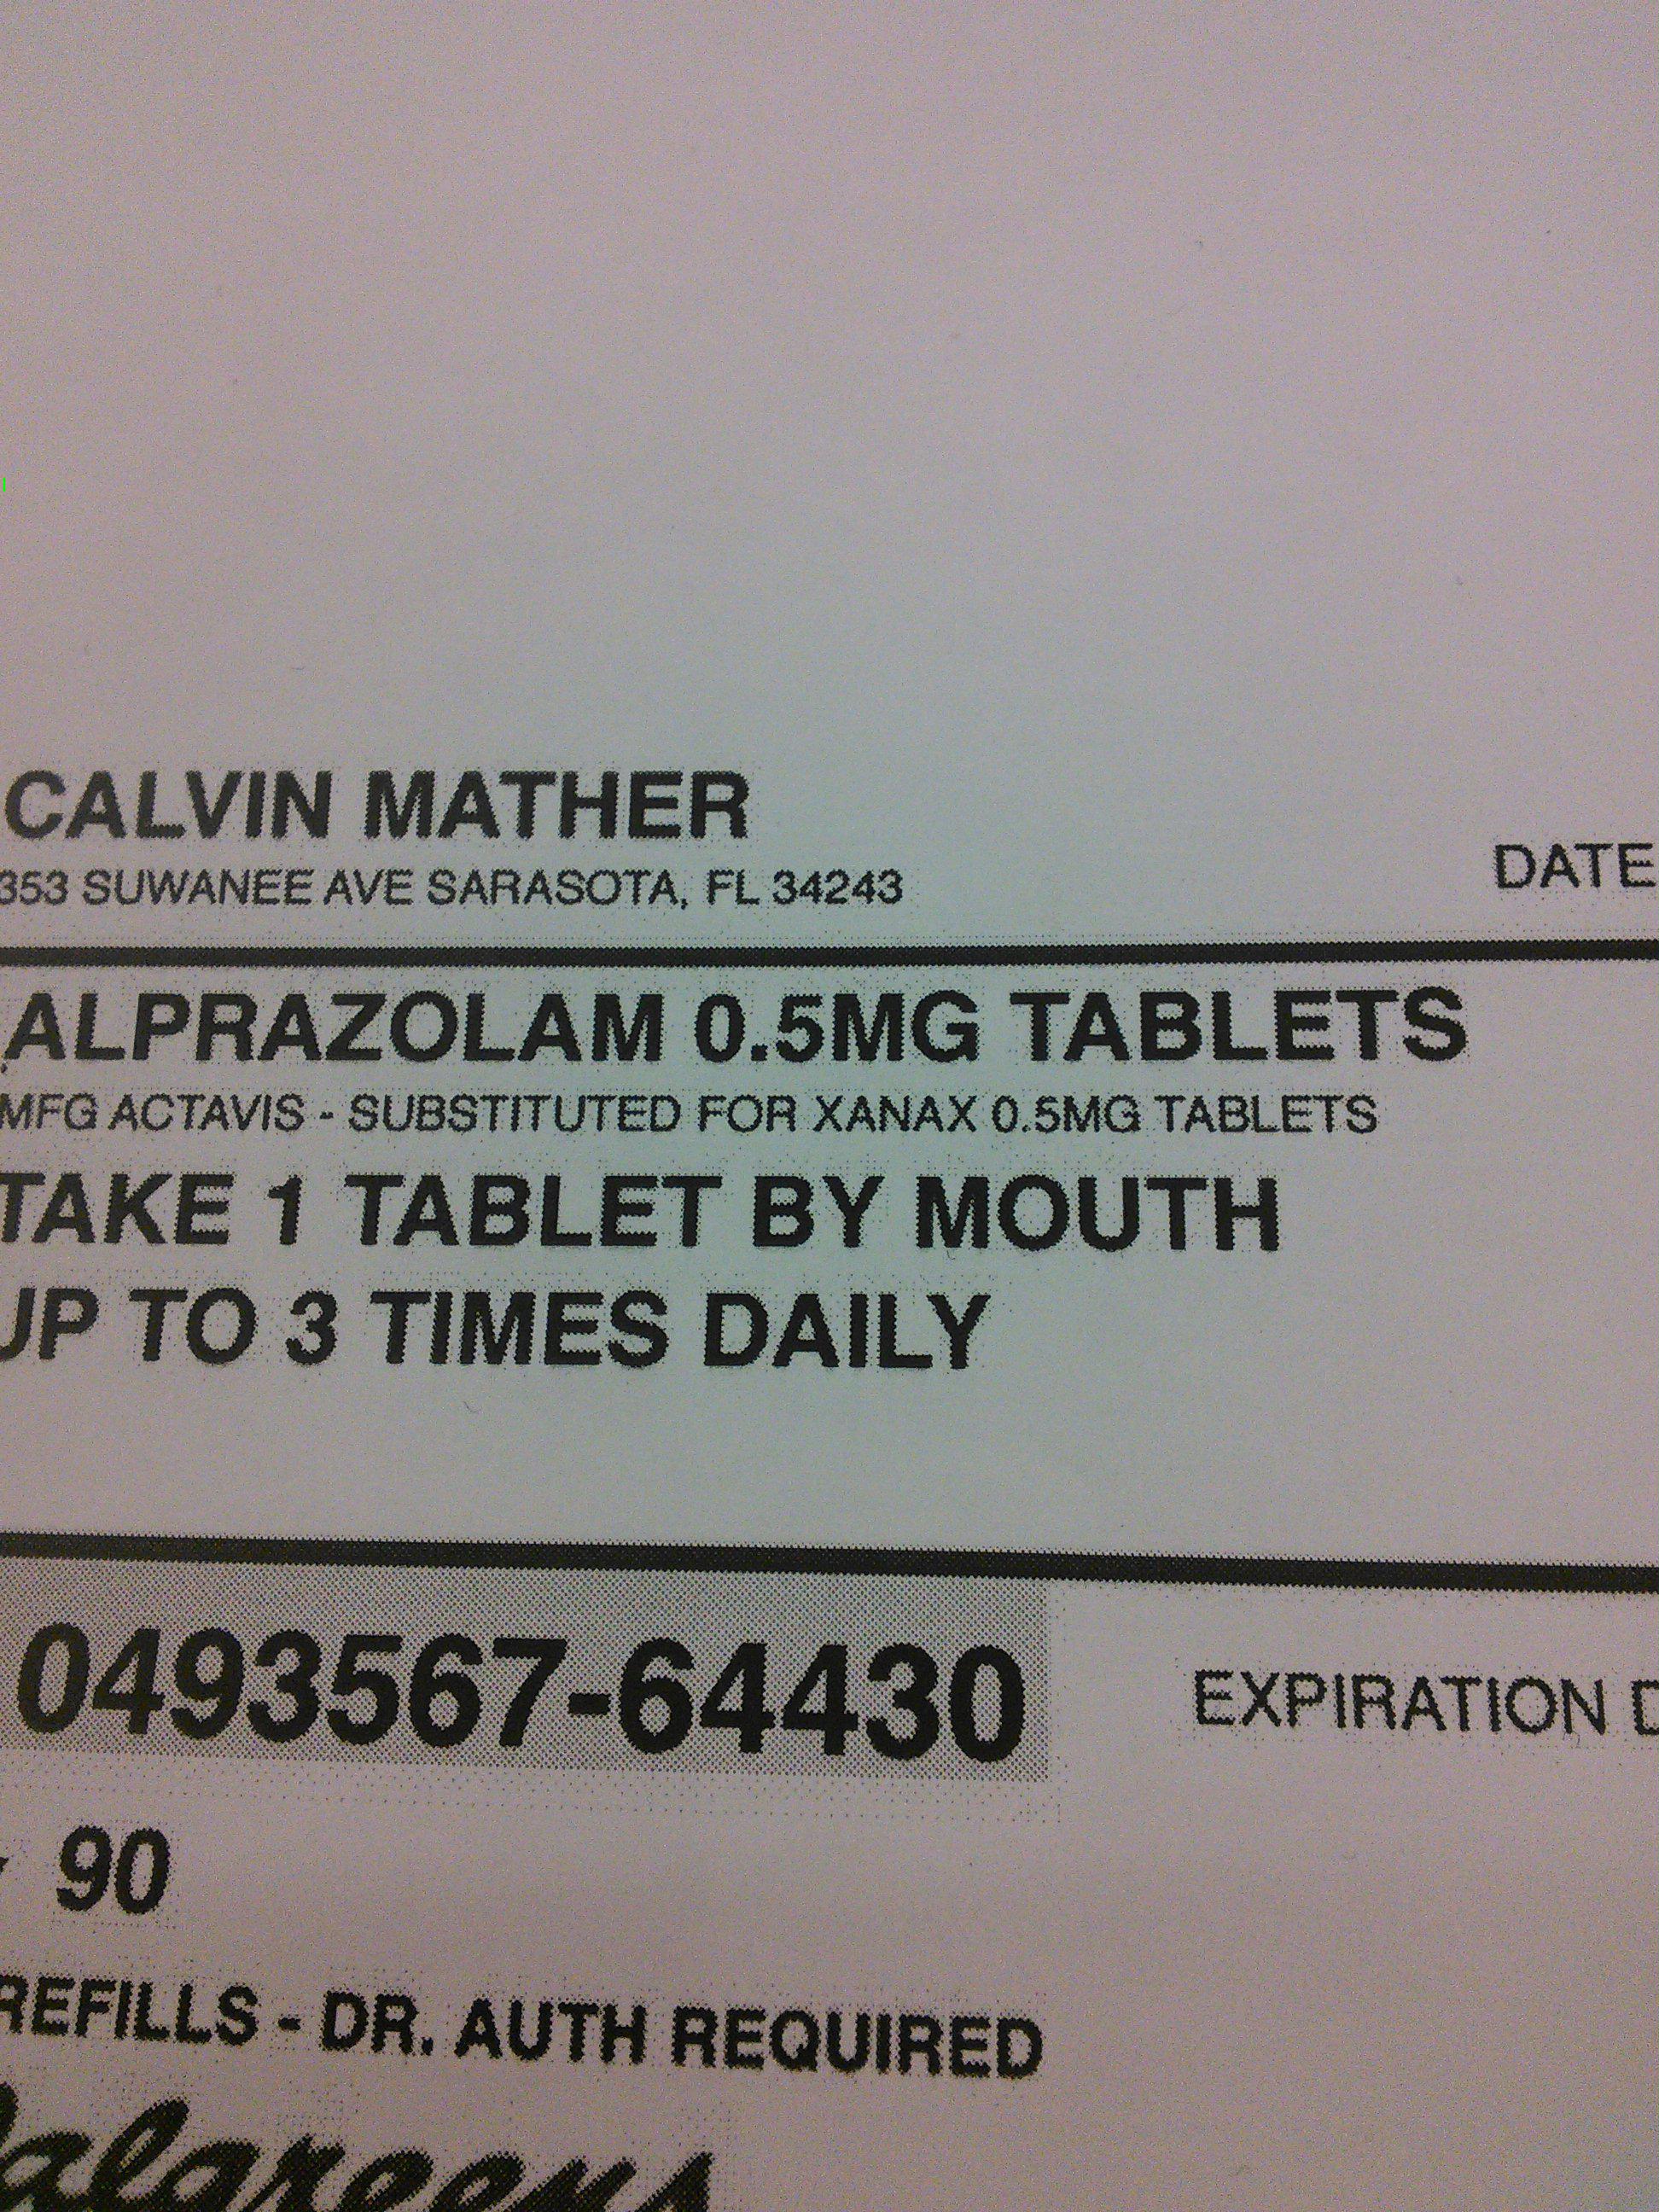 CALVIN MATHER
353 SUWANEE AVE SARASOTA, FL 34243
DATE
ALPRAZOLAM 0.5MG TABLETS
MFG ACTAVIS - SUBSTITUTED FOR XANAX 0.5MG TABLETS
TAKE 1 TABLET BY MOUTH
UP TO 3 TIMES DAILY
0493567-64430
EXPIRATION D
90
REFILLS - DR. AUTH REQUIRED
Walgreens